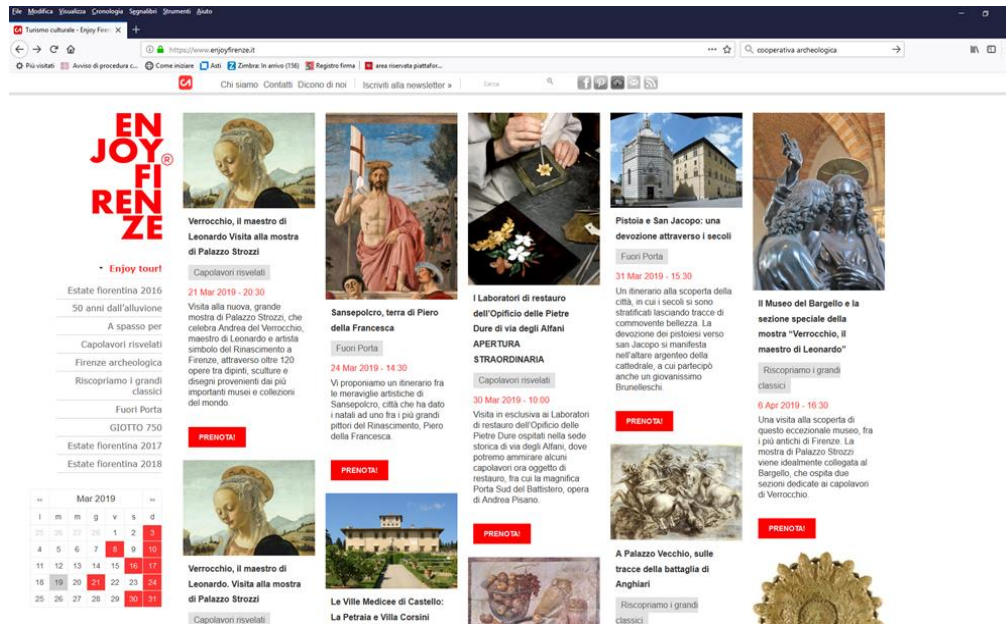 File Modifica Visualizza Cronologia Segnalibri Strumenti Aiuto
Turismo culturale - Enjoy Firen
https://www.enjoyfirenze.it
cooperativa archeologica
Più visitati Avviso di procedura c... Come iniziare Asti Zimbra: In arrivo (156) Registro firma area riservata piattafor...
Chi siamo Contatti Dicono di noi Iscriviti alla newsletter » Cerca
EN
JOY®
FI
REN
ZE
Enjoy tour!
Estate fiorentina 2016
50 anni dall'alluvione
A spasso per
Capolavori risvelati
Firenze archeologica
Riscopriamo i grandi
classici
Fuori Porta
GIOTTO 750
Estate fiorentina 2017
Estate fiorentina 2018
‹‹ Mar 2019 ››
l m m g v s d
25 26 27 28 1 2 3
4 5 6 7 8 9 10
11 12 13 14 15 16 17
18 19 20 21 22 23 24
25 26 27 28 29 30 31
Verrocchio, il maestro di
Leonardo Visita alla mostra
di Palazzo Strozzi
Capolavori risvelati
21 Mar 2019 - 20:30
Visita alla nuova, grande
mostra di Palazzo Strozzi, che
celebra Andrea del Verrocchio,
maestro di Leonardo e artista
simbolo del Rinascimento a
Firenze, attraverso oltre 120
opere tra dipinti, sculture e
disegni provenienti dai più
importanti musei e collezioni
del mondo.
PRENOTA!
Verrocchio, il maestro di
Leonardo. Visita alla mostra
di Palazzo Strozzi
Capolavori risvelati
Sansepolcro, terra di Piero
della Francesca
Fuori Porta
24 Mar 2019 - 14:30
Vi proponiamo un itinerario fra
le meraviglie artistiche di
Sansepolcro, città che ha dato
i natali ad uno fra i più grandi
pittori del Rinascimento, Piero
della Francesca.
PRENOTA!
Le Ville Medicee di Castello:
La Petraia e Villa Corsini
I Laboratori di restauro
dell'Opificio delle Pietre
Dure di via degli Alfani
APERTURA
STRAORDINARIA
Capolavori risvelati
30 Mar 2019 - 10:00
Visita in esclusiva ai Laboratori
di restauro dell'Opificio delle
Pietre Dure ospitati nella sede
storica di via degli Alfani, dove
potremo ammirare alcuni
capolavori ora oggetto di
restauro, fra cui la magnifica
Porta Sud del Battistero, opera
di Andrea Pisano.
PRENOTA!
Pistoia e San Jacopo: una
devozione attraverso i secoli
Fuori Porta
31 Mar 2019 - 15:30
Un itinerario alla scoperta della
città, in cui i secoli si sono
stratificati lasciando tracce di
commovente bellezza. La
devozione dei pistoiesi verso
san Jacopo si manifesta
nell'altare argenteo della
cattedrale, a cui partecipò
anche un giovanissimo
Brunelleschi.
PRENOTA!
A Palazzo Vecchio, sulle
tracce della battaglia di
Anghiari
Riscopriamo i grandi
classici
Il Museo del Bargello e la
sezione speciale della
mostra “Verrocchio, il
maestro di Leonardo”
Riscopriamo i grandi
classici
6 Apr 2019 - 16:30
Una visita alla scoperta di
questo eccezionale museo, fra
i più antichi di Firenze. La
mostra di Palazzo Strozzi
viene idealmente collegata al
Bargello, che ospita due
sezioni dedicate ai capolavori
di Verrocchio.
PRENOTA!